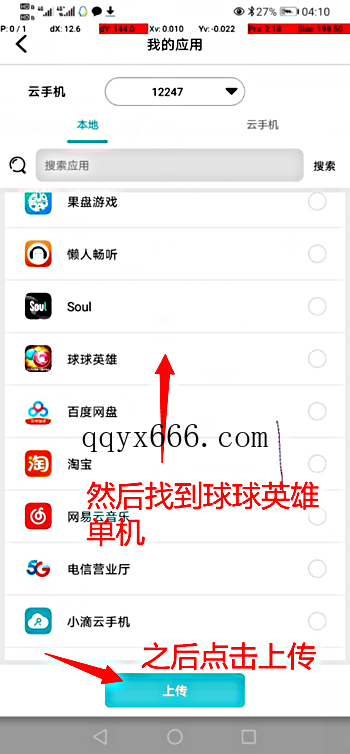 HD 4G HD 4G 27% 04:10
P: 0 / 1 dX: 12.6 dY: 144.0 Xv: 0.010 Yv: -0.022 Prs: 2.18 Size: 198.50
我的应用
云手机 12247
本地 云手机
搜索应用 搜索
果盘游戏
懒人畅听
Soul
球球英雄
百度网盘
qqyx666.com
淘宝
然后找到球球英雄
网易云音乐
单机
电信营业厅
小滴云手机
之后点击上传
上传